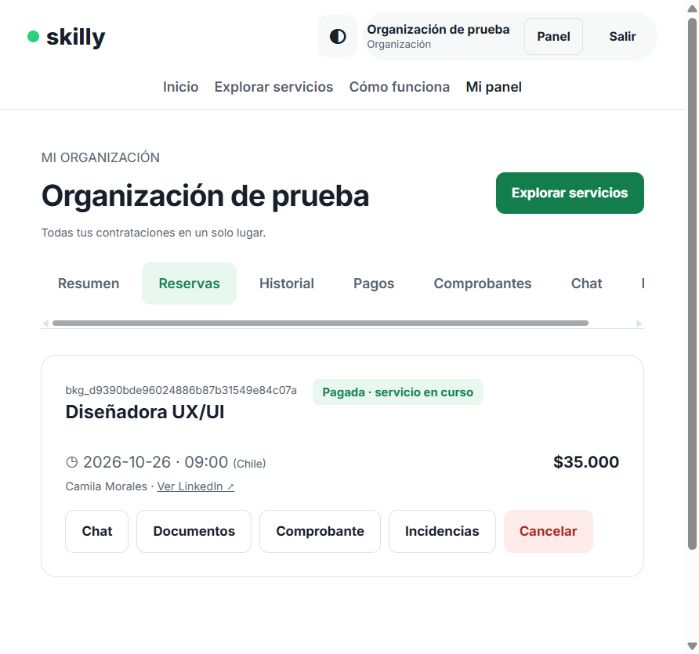 skilly
Organización de prueba
Organización
Panel
Salir
Inicio Explorar servicios Cómo funciona Mi panel
MI ORGANIZACIÓN
Organización de prueba
Explorar servicios
Todas tus contrataciones en un solo lugar.
Resumen Reservas Historial Pagos Comprobantes Chat
bkg_d9390bde96024886b87b31549e84c07a Pagada · servicio en curso
Diseñadora UX/UI
2026-10-26 · 09:00 (Chile) $35.000
Camila Morales · Ver LinkedIn ↗
Chat Documentos Comprobante Incidencias Cancelar